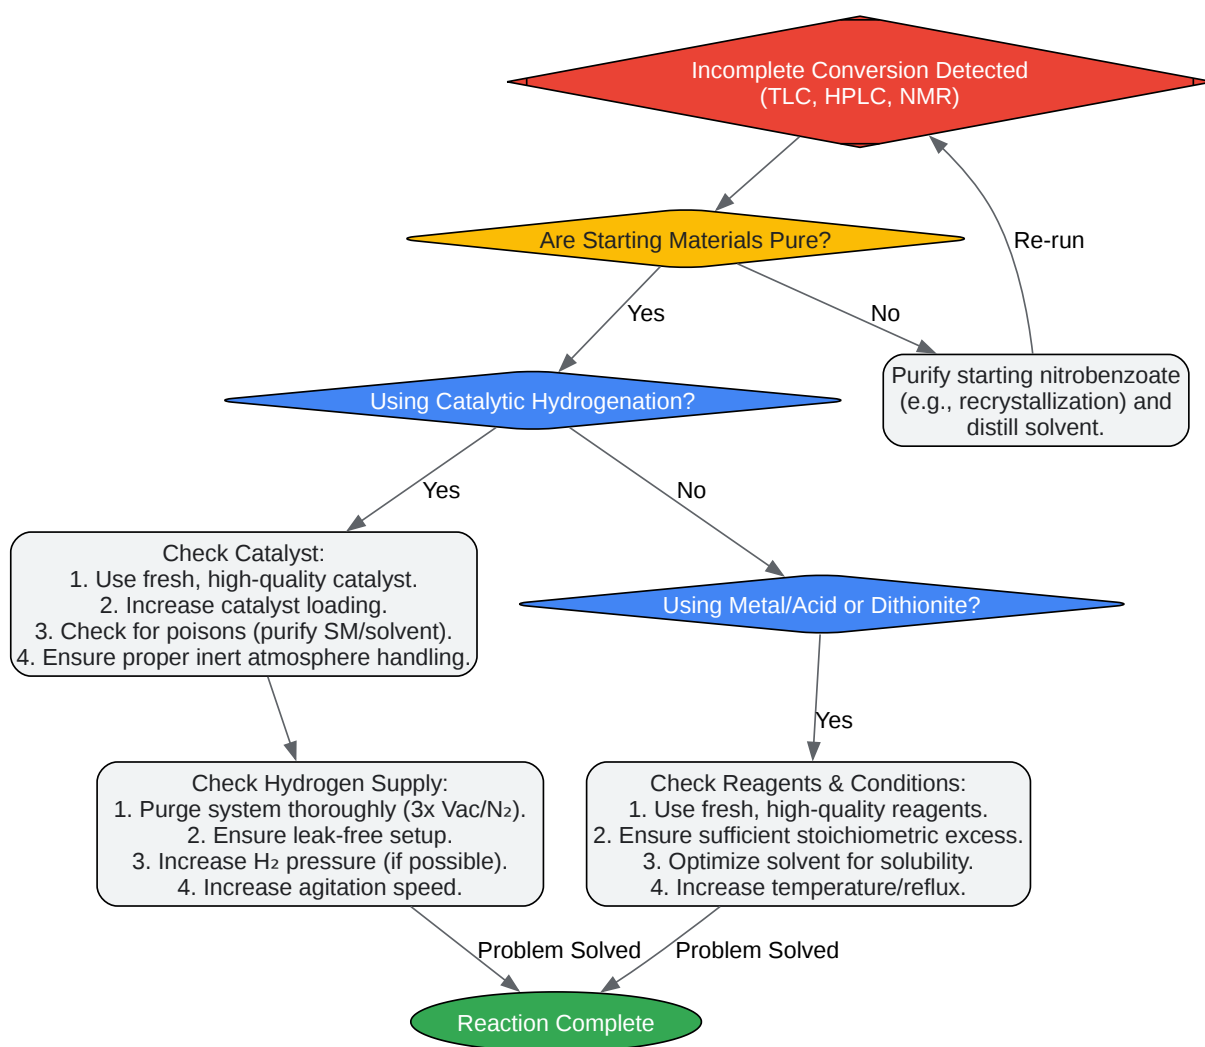 Incomplete Conversion Detected
(TLC, HPLC, NMR)
Are Starting Materials Pure?
Re-run
Yes
No
Purify starting nitrobenzoate
(e.g., recrystallization) and
distill solvent.
Using Catalytic Hydrogenation?
Yes
No
Check Catalyst:
1. Use fresh, high-quality catalyst.
2. Increase catalyst loading.
3. Check for poisons (purify SM/solvent).
4. Ensure proper inert atmosphere handling.
Using Metal/Acid or Dithionite?
Yes
Check Hydrogen Supply:
1. Purge system thoroughly (3x Vac/N₂).
2. Ensure leak-free setup.
3. Increase H₂ pressure (if possible).
4. Increase agitation speed.
Check Reagents & Conditions:
1. Use fresh, high-quality reagents.
2. Ensure sufficient stoichiometric excess.
3. Optimize solvent for solubility.
4. Increase temperature/reflux.
Problem Solved
Problem Solved
Reaction Complete